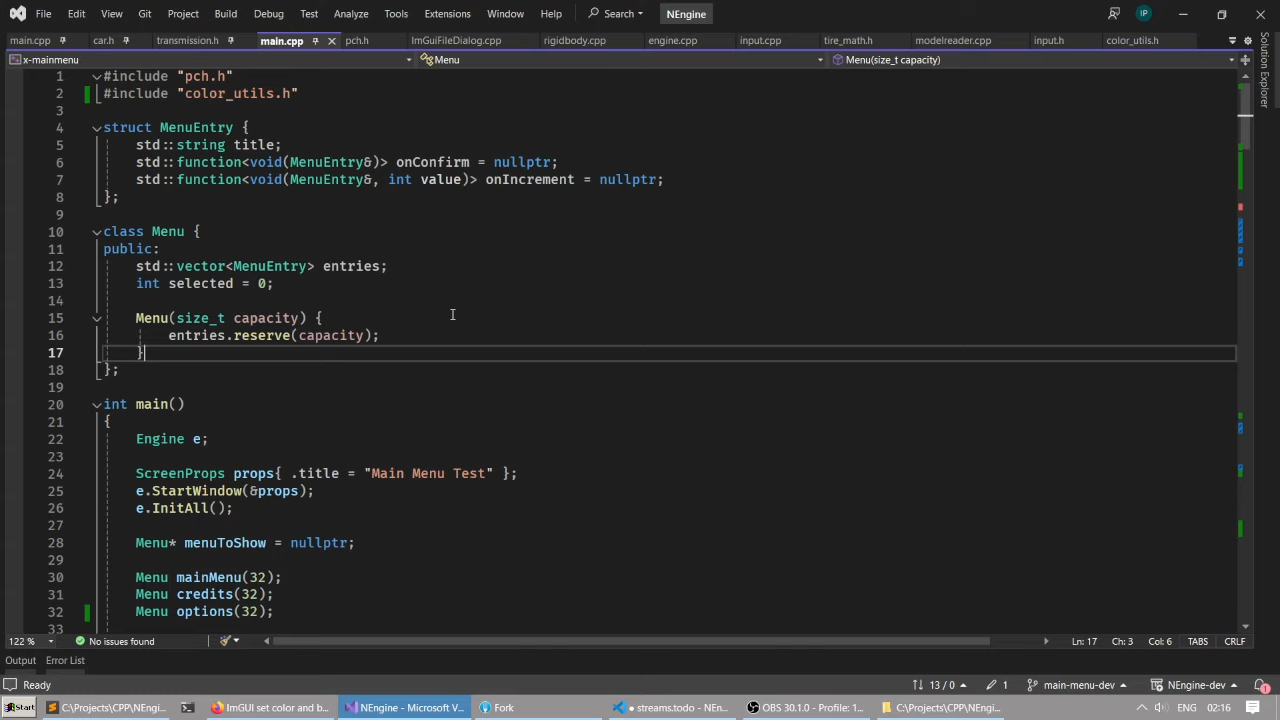 File Edit View Git Project Build Debug Test Analyze Tools Extensions Window Help Search NEngine IP
main.cpp car.h transmission.h main.cpp pch.h ImGuiFileDialog.cpp rigidbody.cpp engine.cpp input.cpp tire_math.h modelreader.cpp input.h color_utils.h
x-mainmenu Menu Menu(size_t capacity)
Solution Explorer
1 #include "pch.h"
2 #include "color_utils.h"
3
4 struct MenuEntry {
5 std::string title;
6 std::function<void(MenuEntry&)> onConfirm = nullptr;
7 std::function<void(MenuEntry&, int value)> onIncrement = nullptr;
8 };
9
10 class Menu {
11 public:
12 std::vector<MenuEntry> entries;
13 int selected = 0;
14
15 Menu(size_t capacity) {
16 entries.reserve(capacity);
17 }
18 };
19
20 int main()
21 {
22 Engine e;
23
24 ScreenProps props{ .title = "Main Menu Test" };
25 e.StartWindow(&props);
26 e.InitAll();
27
28 Menu* menuToShow = nullptr;
29
30 Menu mainMenu(32);
31 Menu credits(32);
32 Menu options(32);
33
122 % No issues found Ln: 17 Ch: 3 Col: 6 TABS CRLF
Output Error List
Ready 13 / 0 1 main-menu-dev NEngine-dev 1
Start C:\Projects\CPP\NEngi... ImGUI set color and b... NEngine - Microsoft V... Fork streams.todo - NEn... OBS 30.1.0 - Profile: 1... C:\Projects\CPP\NEn... ENG 02:16